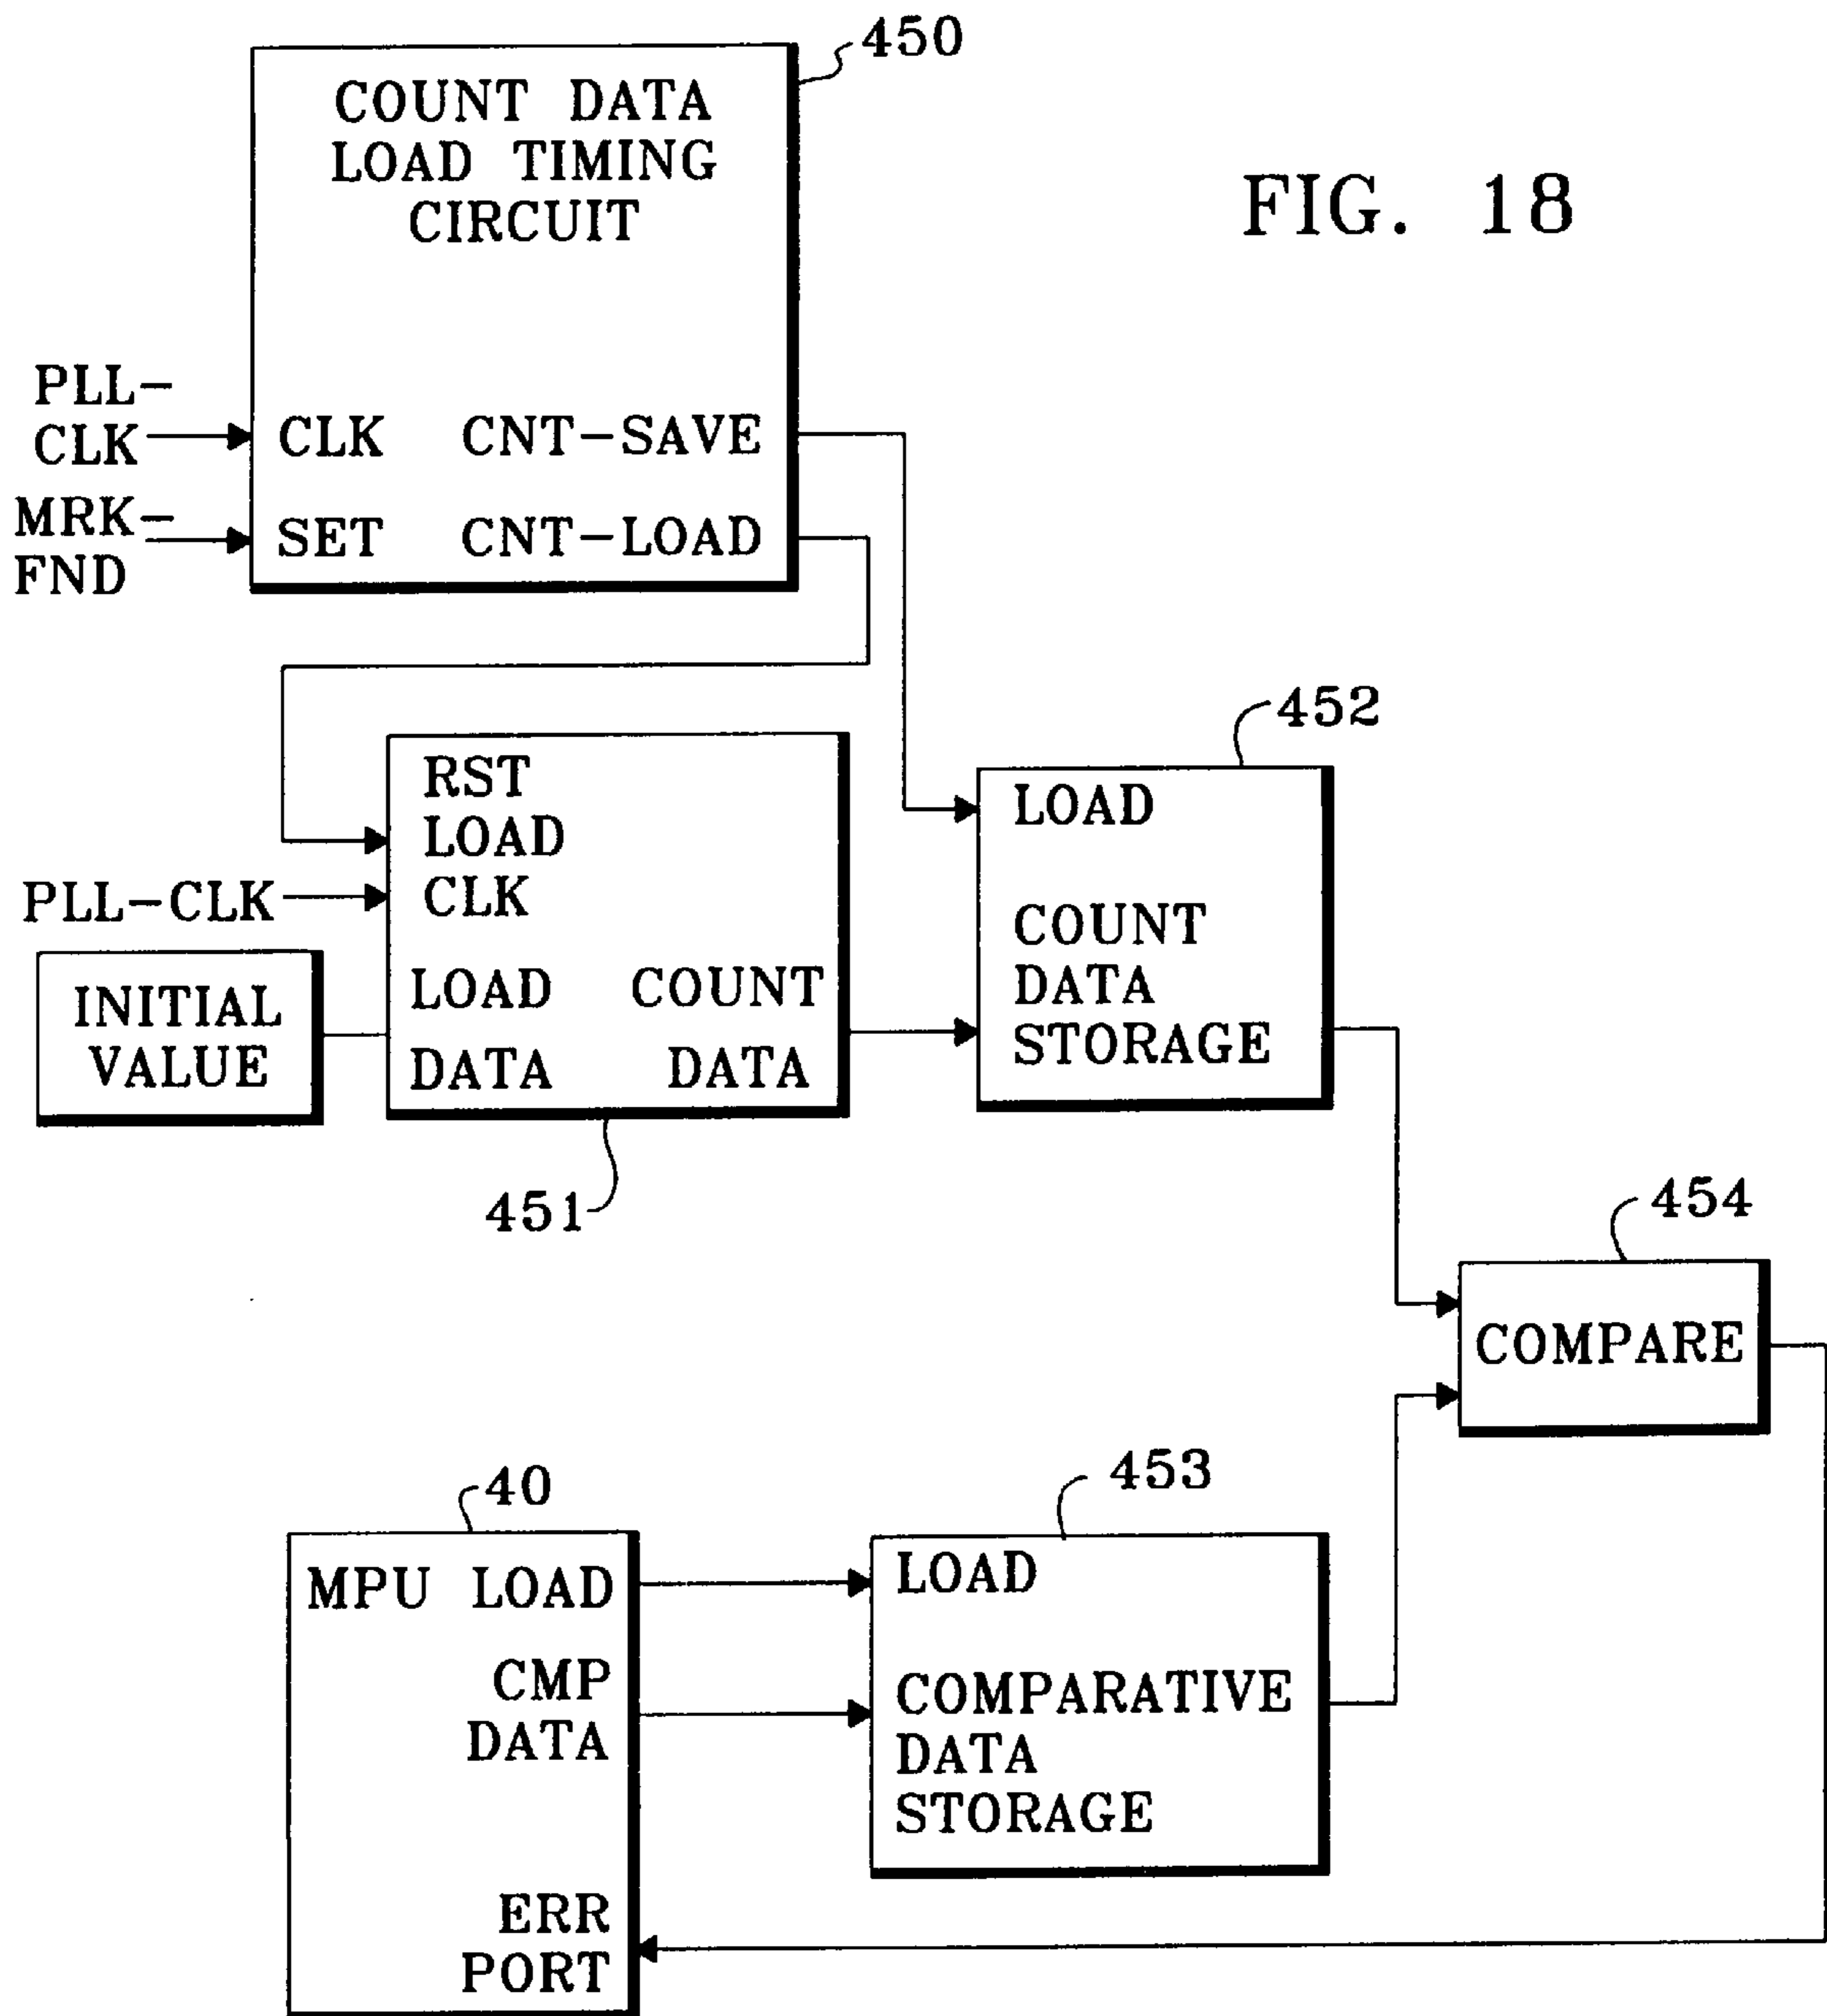 450
COUNT DATA
LOAD TIMING
CIRCUIT
FIG. 18
PLL-
CLK
CLK CNT-SAVE
MRK-
FND
SET CNT-LOAD
452
RST
LOAD
CLK
PLL-CLK
LOAD COUNT
DATA DATA
INITIAL
VALUE
451
LOAD
COUNT
DATA
STORAGE
454
COMPARE
40
MPU LOAD
CMP
DATA
ERR
PORT
453
LOAD
COMPARATIVE
DATA
STORAGE